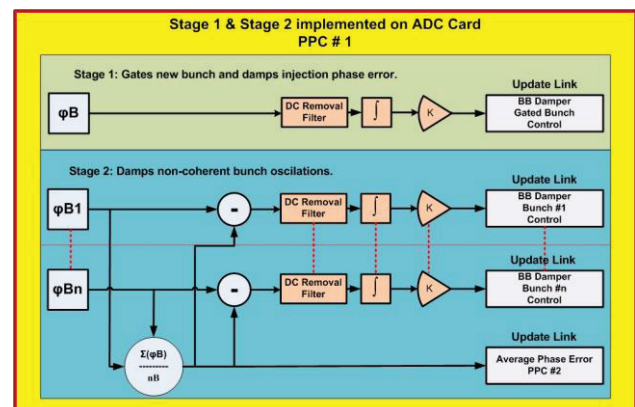 Stage 1 & Stage 2 implemented on ADC Card
PPC # 1
Stage 1: Gates new bunch and damps injection phase error.
Update Link
φB
DC Removal
Filter
∫
K
BB Damper
Gated Bunch
Control
Stage 2: Damps non-coherent bunch oscilations.
Update Link
φB1
-
DC Removal
Filter
∫
K
BB Damper
Bunch #1
Control
Update Link
φBn
-
DC Removal
Filter
∫
K
BB Damper
Bunch #n
Control
Σ(φB)
---------
nB
Update Link
Average Phase Error
PPC #2